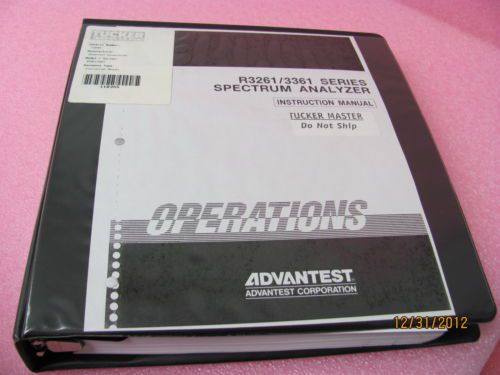 TUCKER
R3261/3361 SERIES
SPECTRUM ANALYZER
INSTRUCTION MANUAL
TUCKER MASTER
Do Not Ship
OPERATIONS
ADVANTEST
ADVANTEST CORPORATION
12/31/2012